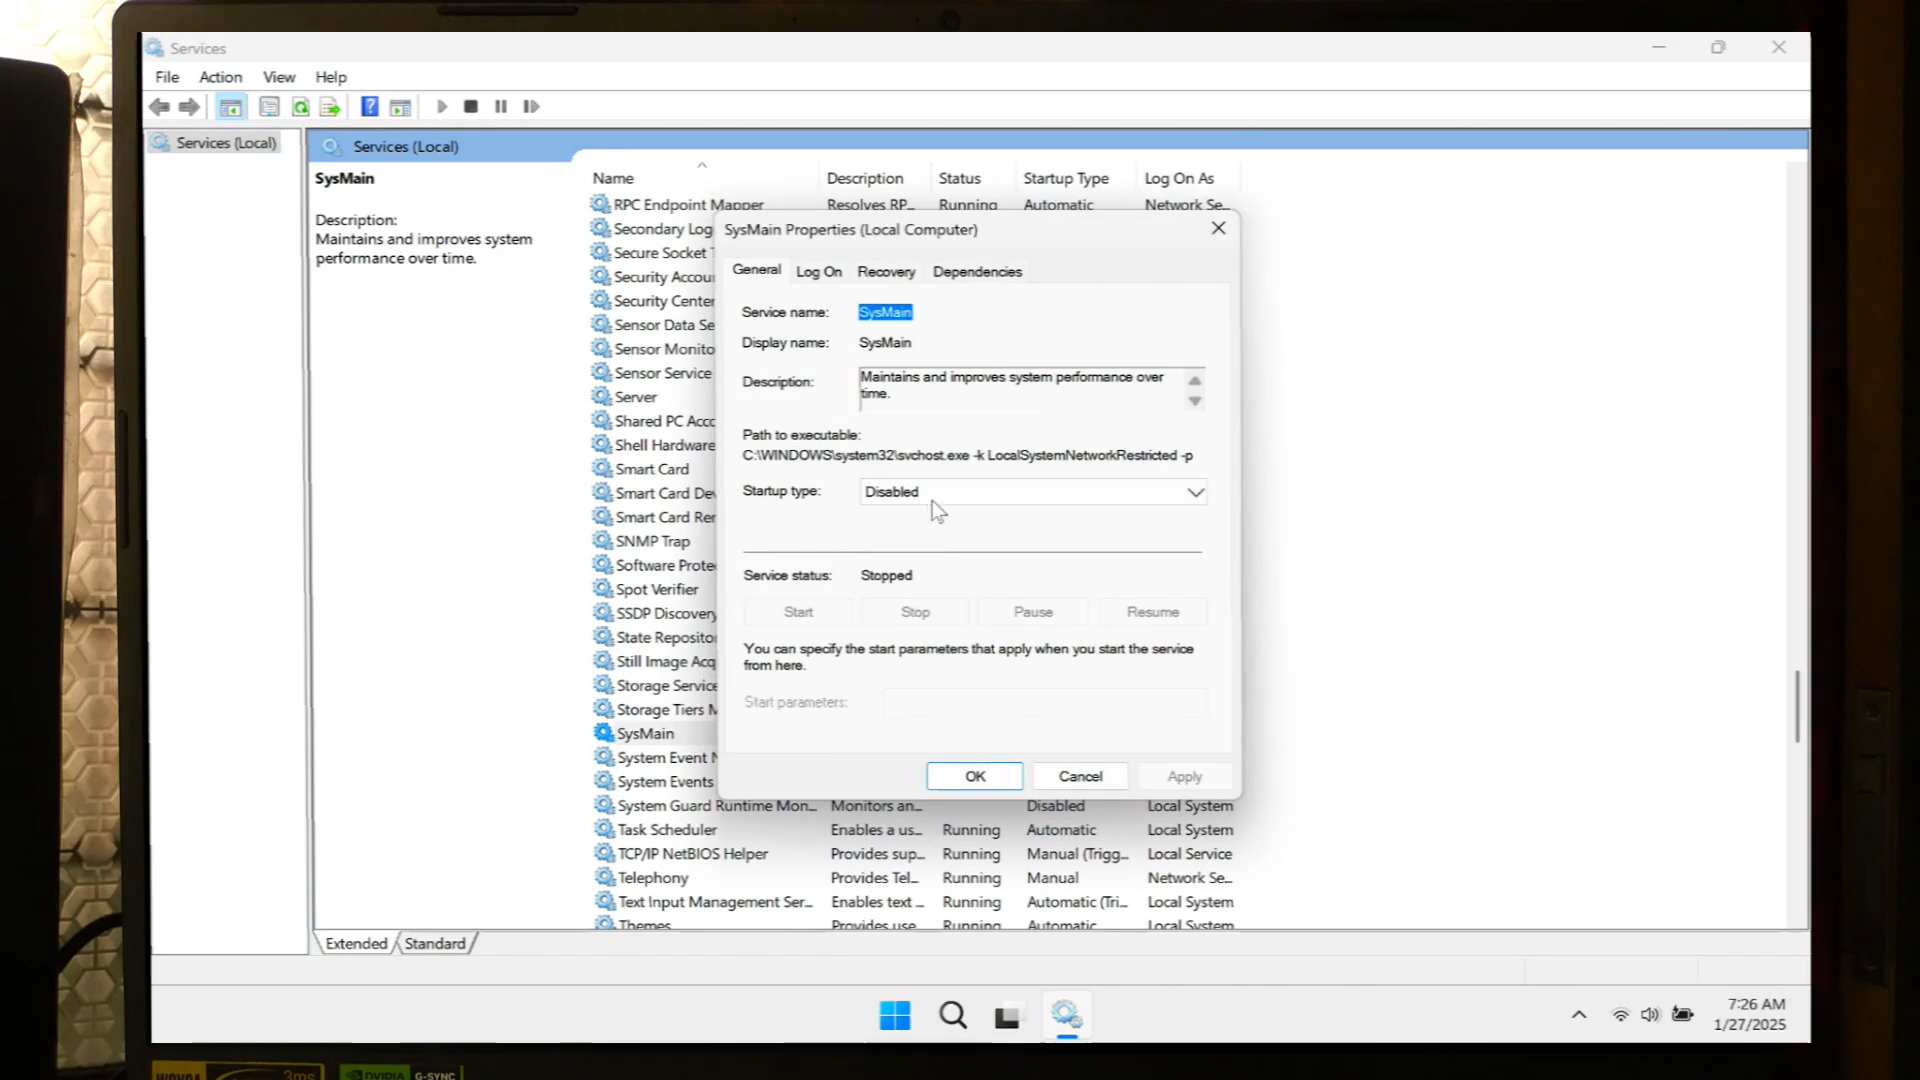 Services
File Action View Help
Services (Local)
Services (Local)
SysMain
Description:
Maintains and improves system
performance over time.
Name Description Status Startup Type Log On As
RPC Endpoint Mapper Resolves RP... Running Automatic Network Se...
Secondary Log
Secure Socket
Security Accou
Security Center
Sensor Data Se
Sensor Monito
Sensor Service
Server
Shared PC Acco
Shell Hardware
Smart Card
Smart Card De
Smart Card Rer
SNMP Trap
Software Prote
Spot Verifier
SSDP Discovery
State Reposito
Still Image Acq
Storage Service
Storage Tiers M
SysMain
System Event N
System Events
System Guard Runtime Mon... Monitors an... Disabled Local System
Task Scheduler Enables a us... Running Automatic Local System
TCP/IP NetBIOS Helper Provides sup... Running Manual (Trigg... Local Service
Telephony Provides Tel... Running Manual Network Se...
Text Input Management Ser... Enables text ... Running Automatic (Tri... Local System
Themes Provides use Running Automatic Local System
SysMain Properties (Local Computer)
General Log On Recovery Dependencies
Service name: SysMain
Display name: SysMain
Description: Maintains and improves system performance over
time.
Path to executable:
C:\WINDOWS\system32\svchost.exe -k LocalSystemNetworkRestricted -p
Startup type: Disabled
Service status: Stopped
Start Stop Pause Resume
You can specify the start parameters that apply when you start the service
from here.
Start parameters:
OK Cancel Apply
Extended Standard
7:26 AM
1/27/2025
3ms NVIDIA G-SYNC